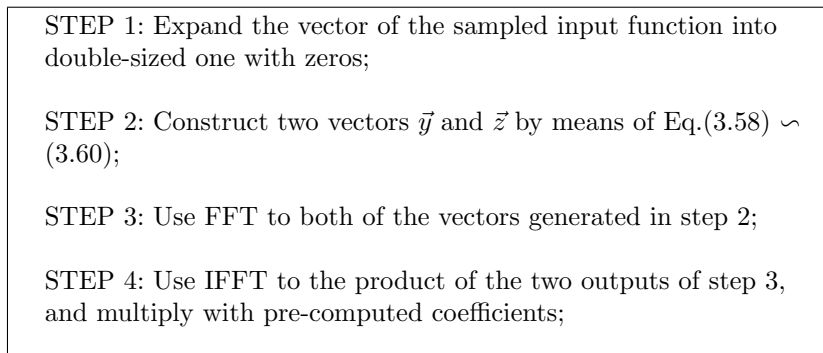 STEP 1: Expand the vector of the sampled input function into
double-sized one with zeros;
STEP 2: Construct two vectors $\vec{y}$ and $\vec{z}$ by means of Eq.(3.58) ∽
(3.60);
STEP 3: Use FFT to both of the vectors generated in step 2;
STEP 4: Use IFFT to the product of the two outputs of step 3,
and multiply with pre-computed coefficients;